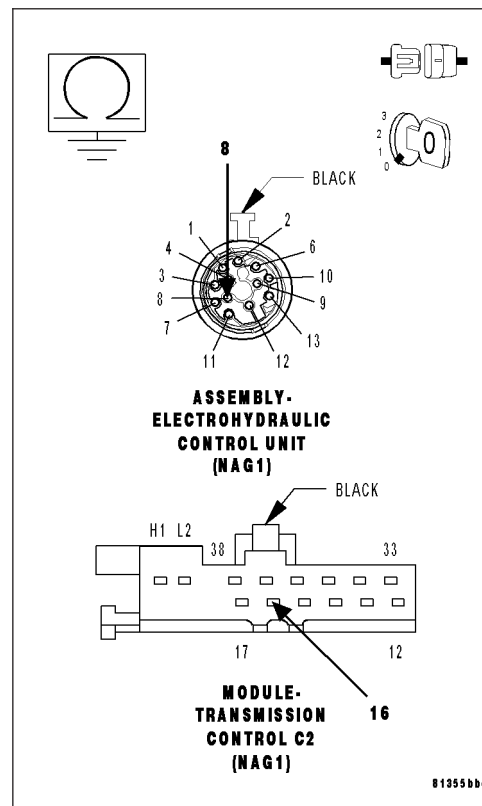 3
2
1
0
8
BLACK
1
2
4
6
3
10
8
9
7
13
11
12
ASSEMBLY-
ELECTROHYDRAULIC
CONTROL UNIT
(NAG1)
BLACK
H1 L2
38
33
17
12
16
MODULE-
TRANSMISSION
CONTROL C2
(NAG1)